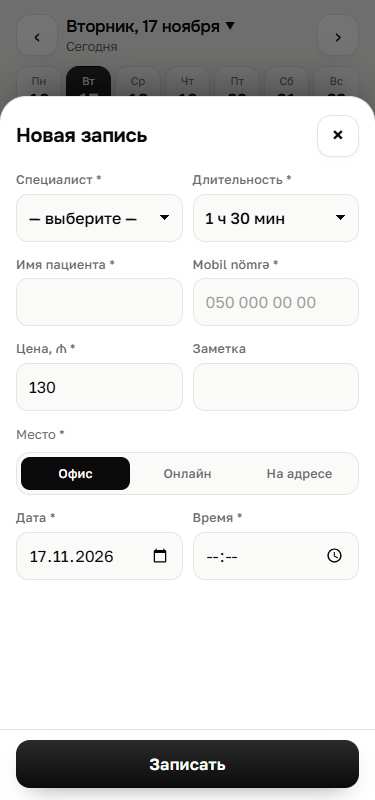 ‹
Вторник, 17 ноября ▼
Сегодня
›
Пн Вт Ср Чт Пт Сб Вс
Новая запись
×
Специалист * Длительность *
— выберите — 1 ч 30 мин
Имя пациента * Mobil nömrə *
050 000 00 00
Цена, ₼ * Заметка
130
Место *
Офис Онлайн На адресе
Дата * Время *
17.11.2026 --:--
Записать